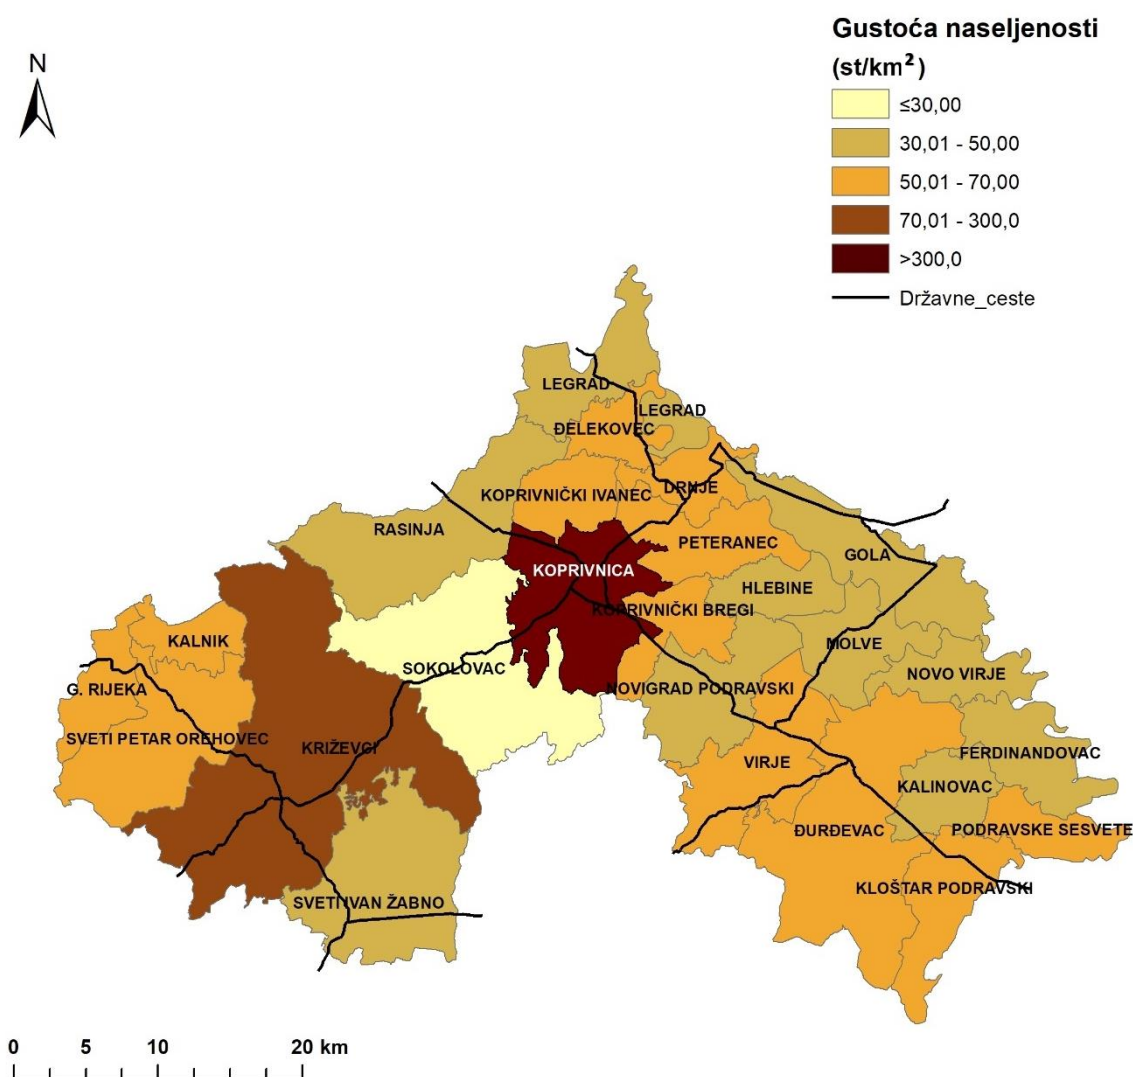 Gustoća naseljenosti
(st/km²)
≤30,00
30,01 - 50,00
50,01 - 70,00
70,01 - 300,0
>300,0
Državne_ceste
N
LEGRAD
LEGRAD
ĐELEKOVEC
KOPRIVNIČKI IVANEC
DRNJE
RASINJA
PETERANEC
GOLA
KOPRIVNICA
HLEBINE
KOPRIVNIČKI BREGI
KALNIK
MOLVE
SOKOLOVAC
NOVO VIRJE
G. RIJEKA
NOVIGRAD PODRAVSKI
SVETI PETAR OREHOVEC
KRIŽEVGI
FERDINANDOVAC
VIRJE
KALINOVAC
ĐURĐEVAC
PODRAVSKE SESVETE
KLOŠTAR PODRAVSKI
SVETI IVAN ŽABNO
0 5 10 20 km